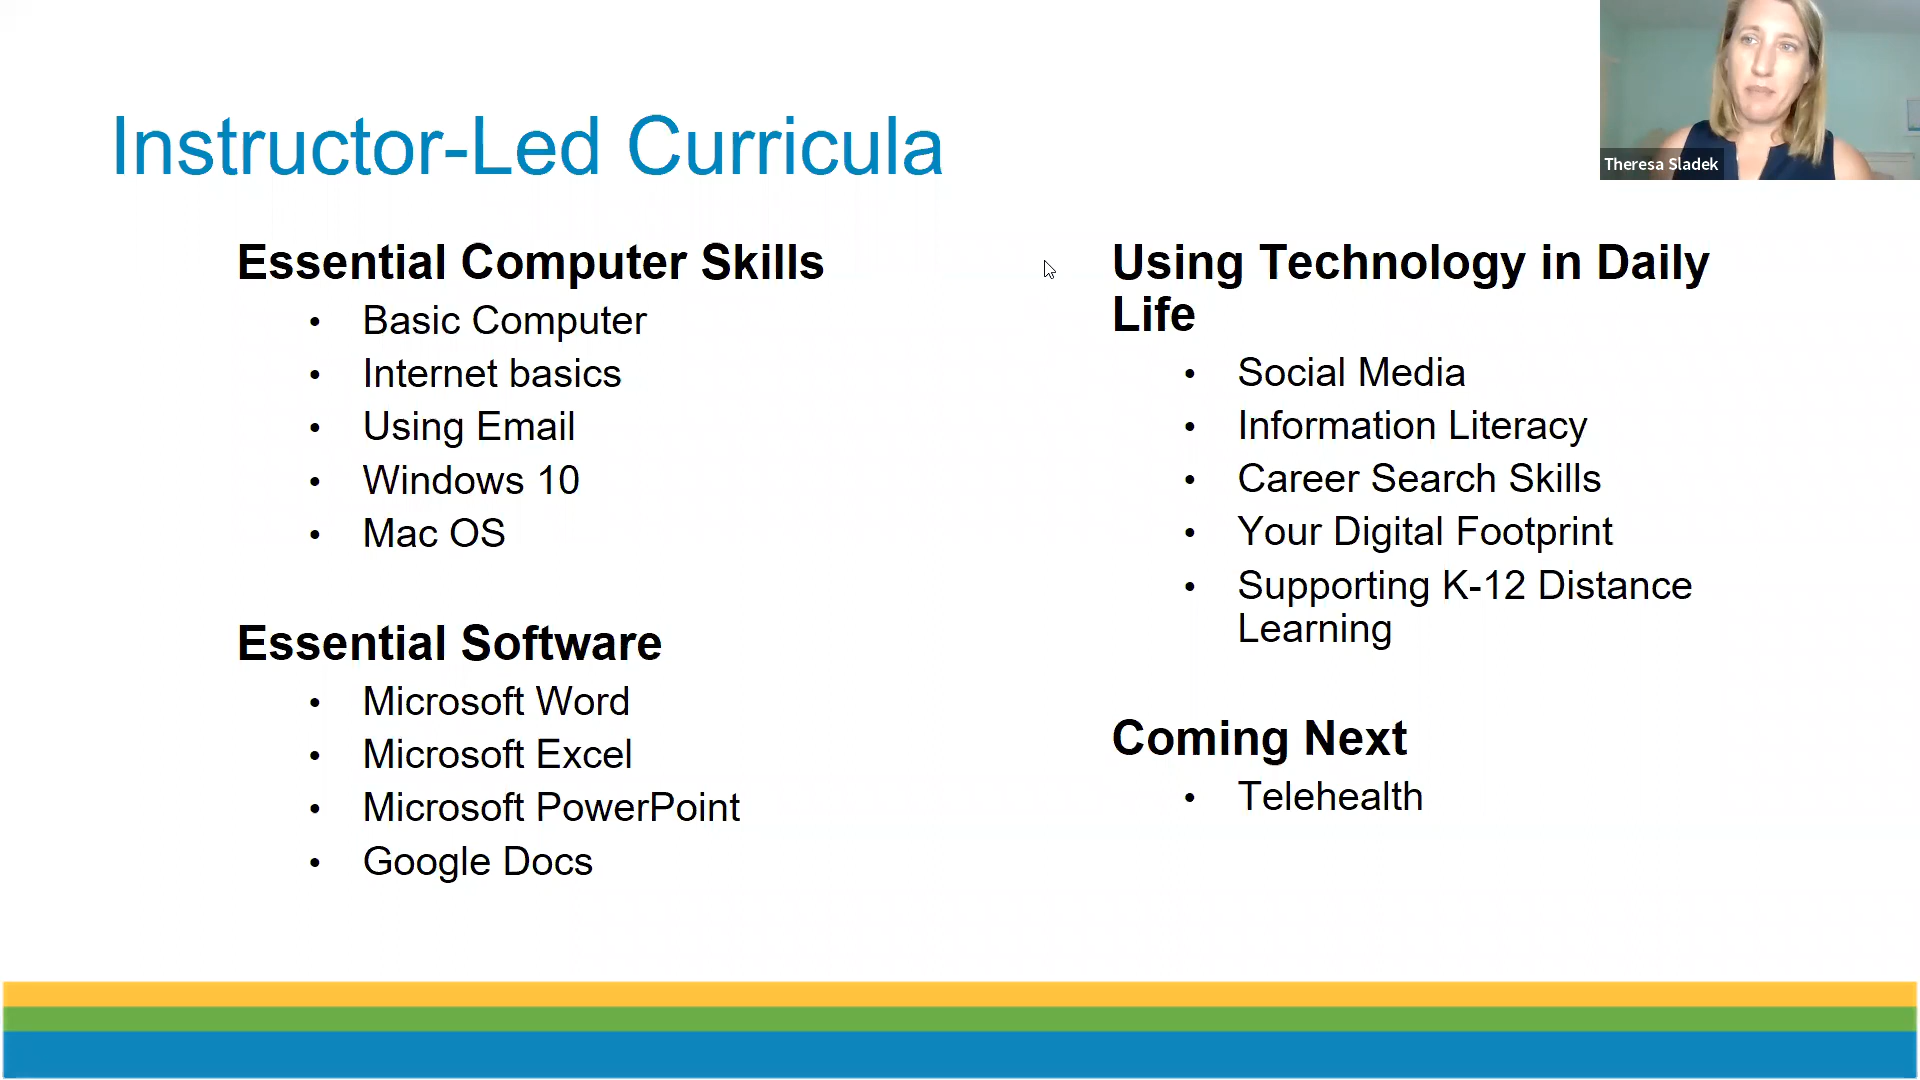 Instructor-Led Curricula
Essential Computer Skills
• Basic Computer
• Internet basics
• Using Email
• Windows 10
• Mac OS
Essential Software
• Microsoft Word
• Microsoft Excel
• Microsoft PowerPoint
• Google Docs
Using Technology in Daily
Life
• Social Media
• Information Literacy
• Career Search Skills
• Your Digital Footprint
• Supporting K-12 Distance
Learning
Coming Next
• Telehealth
Theresa Sladek